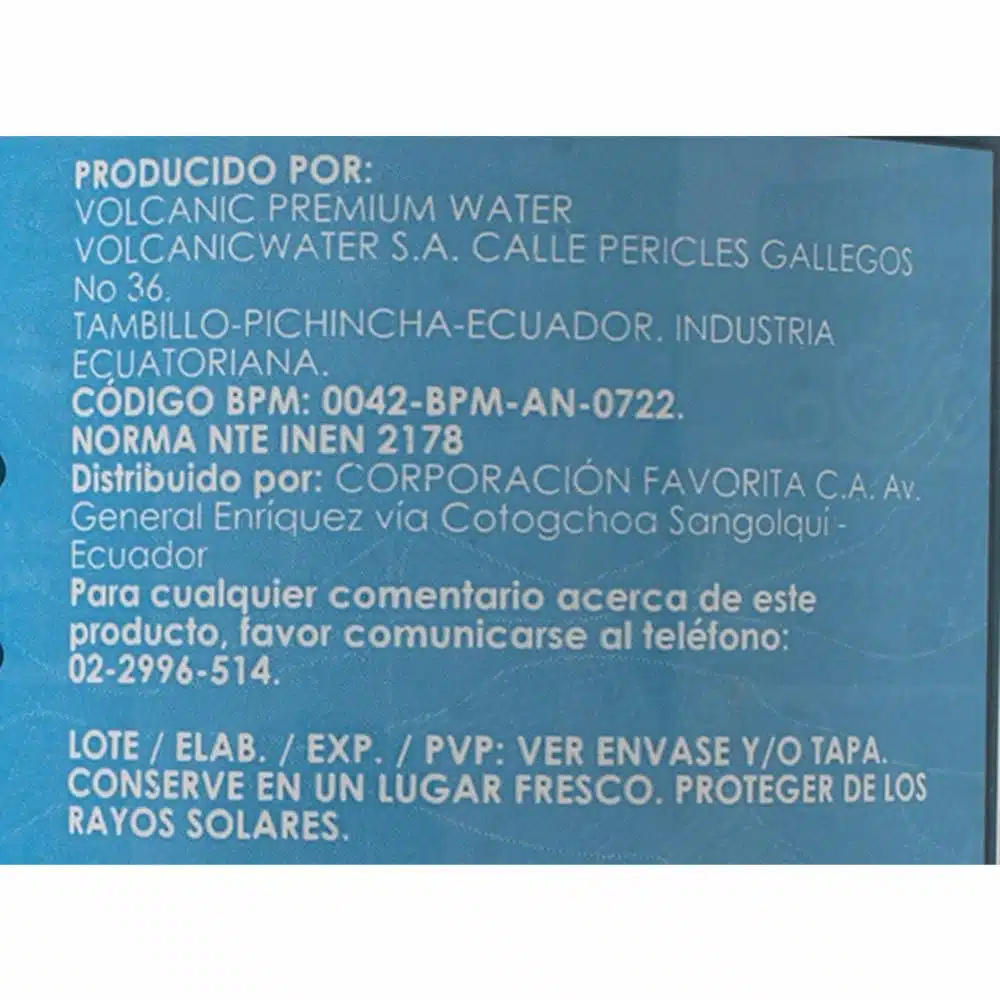 PRODUCIDO POR:
VOLCANIC PREMIUM WATER
VOLCANICWATER S.A. CALLE PERICLES GALLEGOS
No 36.
TAMBILLO-PICHINCHA-ECUADOR. INDUSTRIA
ECUATORIANA.
CÓDIGO BPM: 0042-BPM-AN-0722.
NORMA NTE INEN 2178
Distribuido por: CORPORACIÓN FAVORITA C.A. Av.
General Enríquez vía Cotogchoa Sangolquí -
Ecuador
Para cualquier comentario acerca de este
producto, favor comunicarse al teléfono:
02-2996-514.
LOTE / ELAB. / EXP. / PVP: VER ENVASE Y/O TAPA.
CONSERVE EN UN LUGAR FRESCO. PROTEGER DE LOS
RAYOS SOLARES.